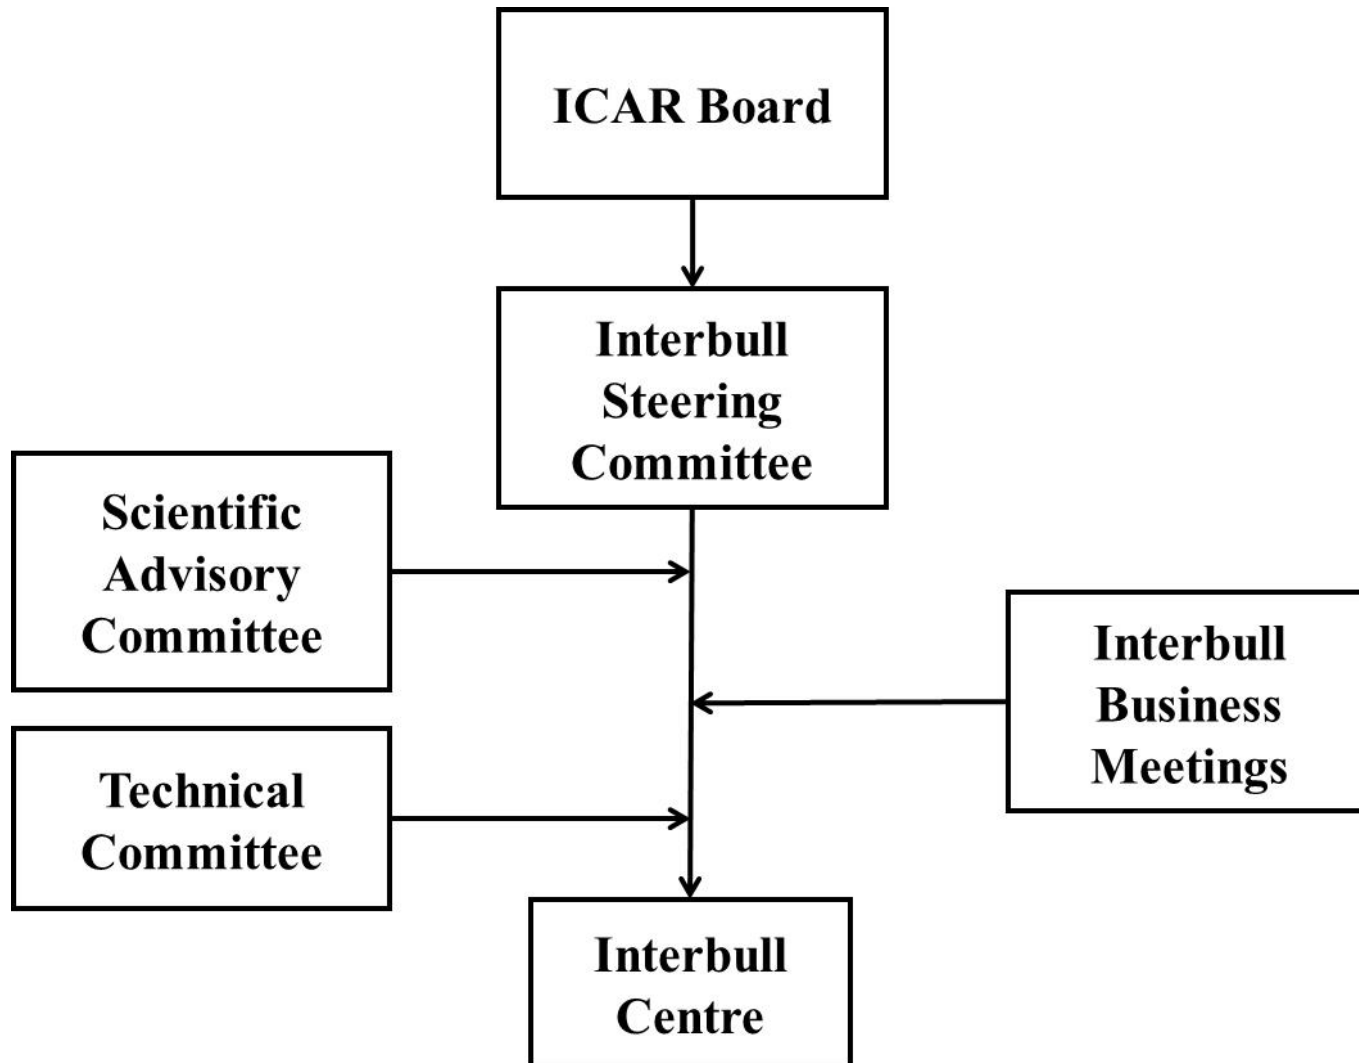 ICAR Board
Interbull
Steering
Committee
Scientific
Advisory
Committee
Interbull
Business
Meetings
Technical
Committee
Interbull
Centre